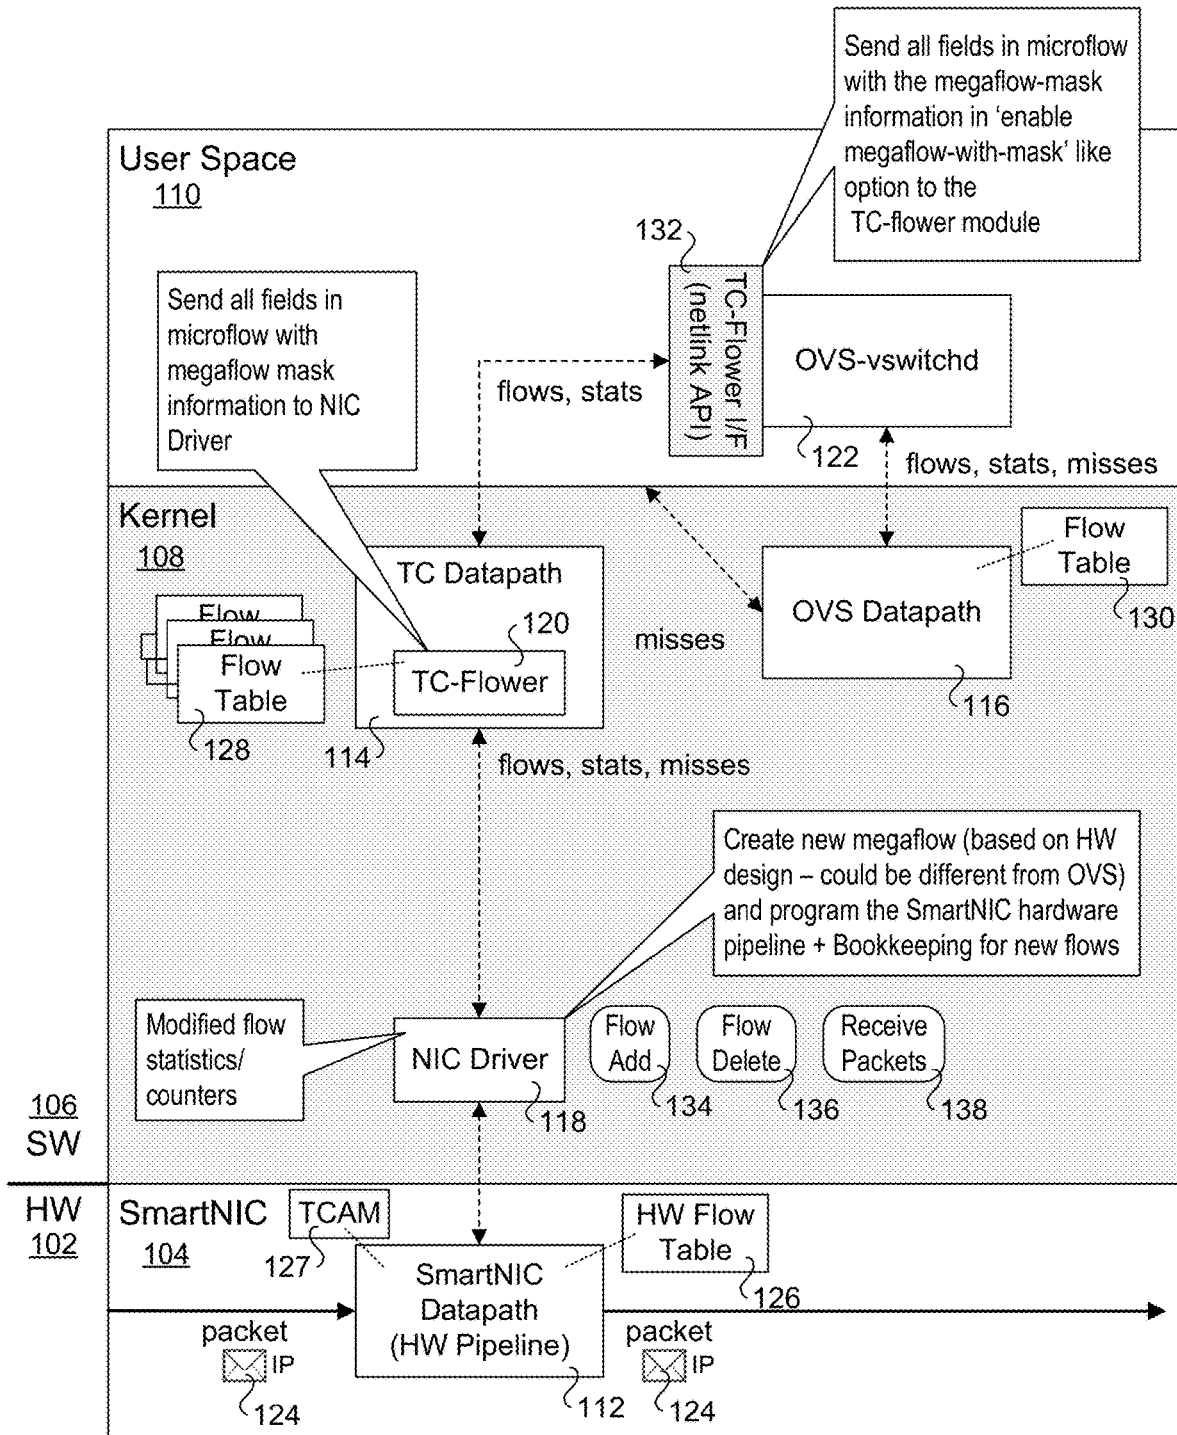 Send all fields in microflow
with the megaflow-mask
information in ‘enable
megaflow-with-mask’ like
option to the
TC-flower module
User Space
110
132
TC-Flower I/F
(netlink API)
OVS-vswitchd
122
Send all fields in
microflow with
megaflow mask
information to NIC
Driver
flows, stats
flows, stats, misses
Kernel
108
TC Datapath
120
TC-Flower
114
Flow
Flow
Flow
Table
128
misses
OVS Datapath
116
Flow
Table
130
flows, stats, misses
Create new megaflow (based on HW
design – could be different from OVS)
and program the SmartNIC hardware
pipeline + Bookkeeping for new flows
Modified flow
statistics/
counters
NIC Driver
118
Flow
Add
134
Flow
Delete
136
Receive
Packets
138
106
SW
HW
102
SmartNIC
104
TCAM
127
HW Flow
Table
126
SmartNIC
Datapath
(HW Pipeline)
112
packet
IP
124
packet
IP
124